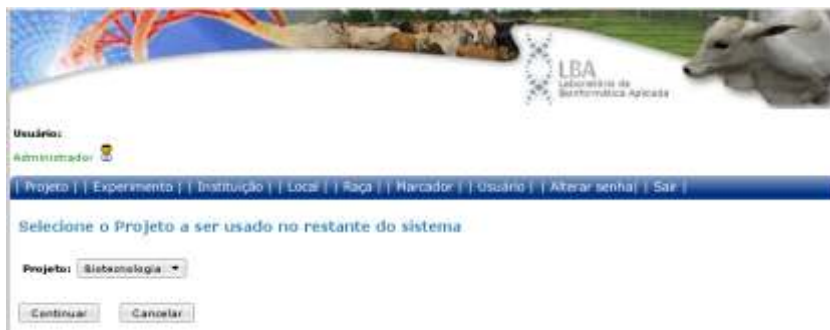 LBA
Laboratório de
Bioinformática Aplicada
Usuário:
Administrador
| Projeto | | Experimento | | Instituição | | Local | | Raça | | Marcador | | Usuário | | Alterar senha| | Sair |
Selecione o Projeto a ser usado no restante do sistema
Projeto: Biotecnologia
Continuar Cancelar